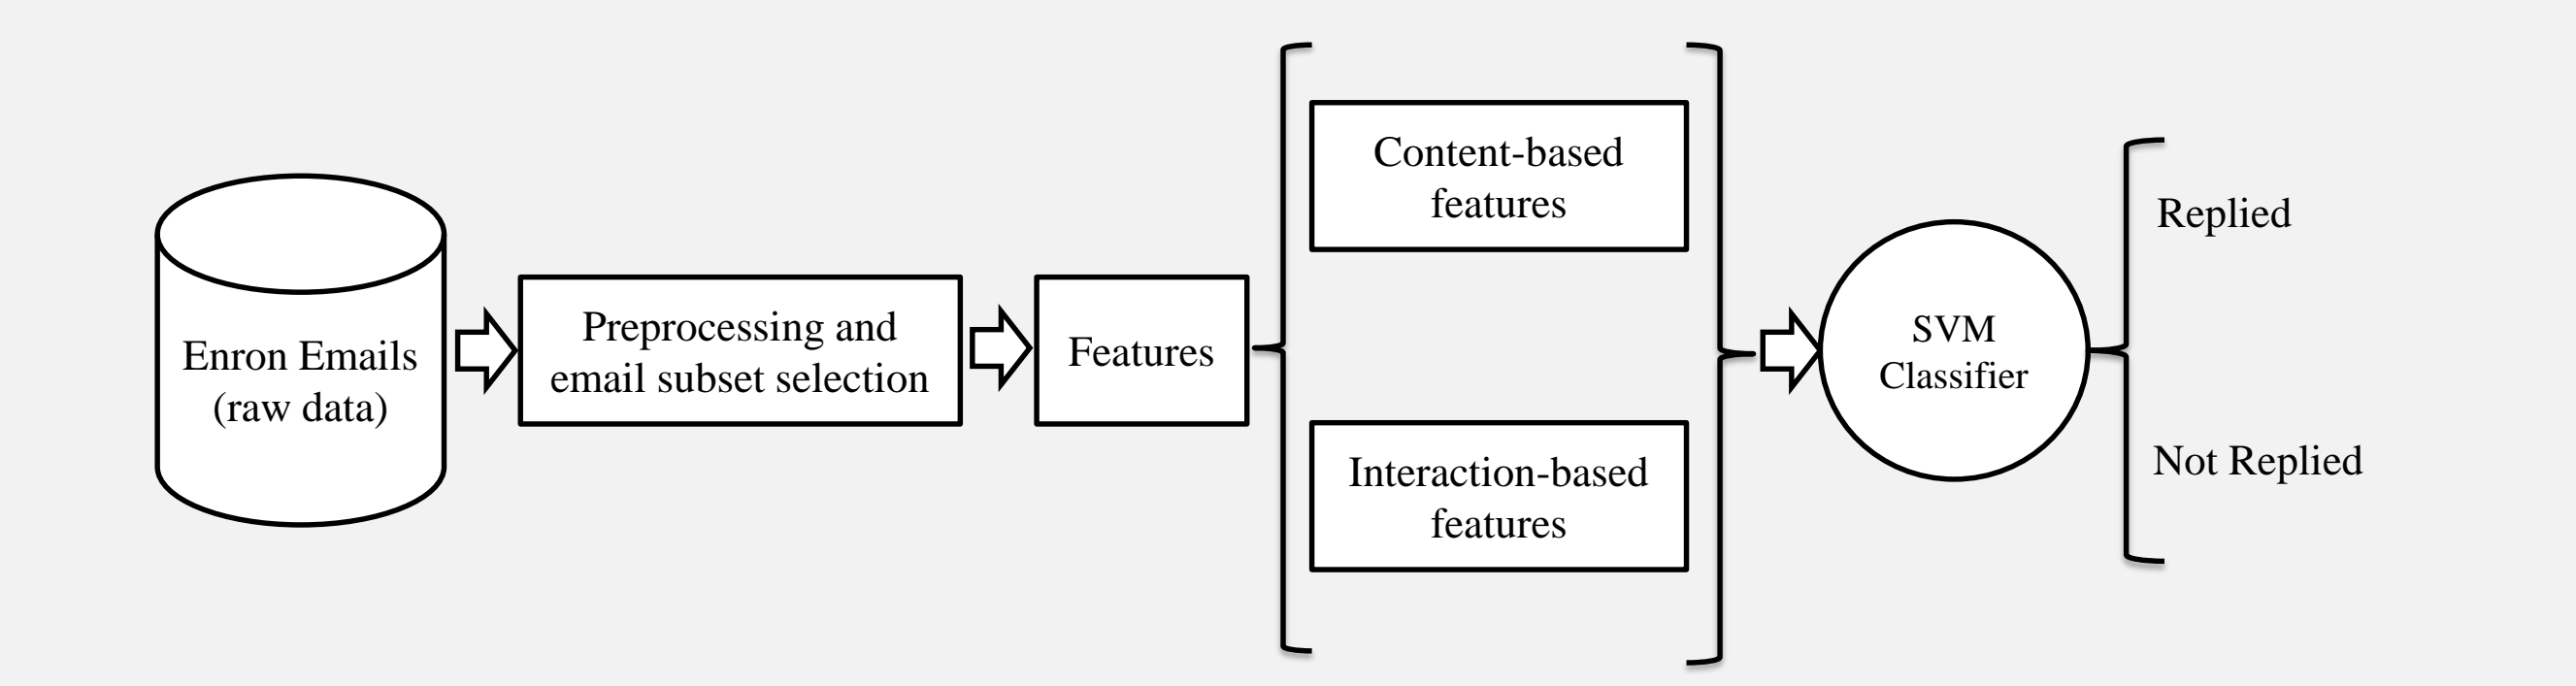 Enron Emails
(raw data)
Preprocessing and
email subset selection
Features
Content-based
features
Interaction-based
features
SVM
Classifier
Replied
Not Replied